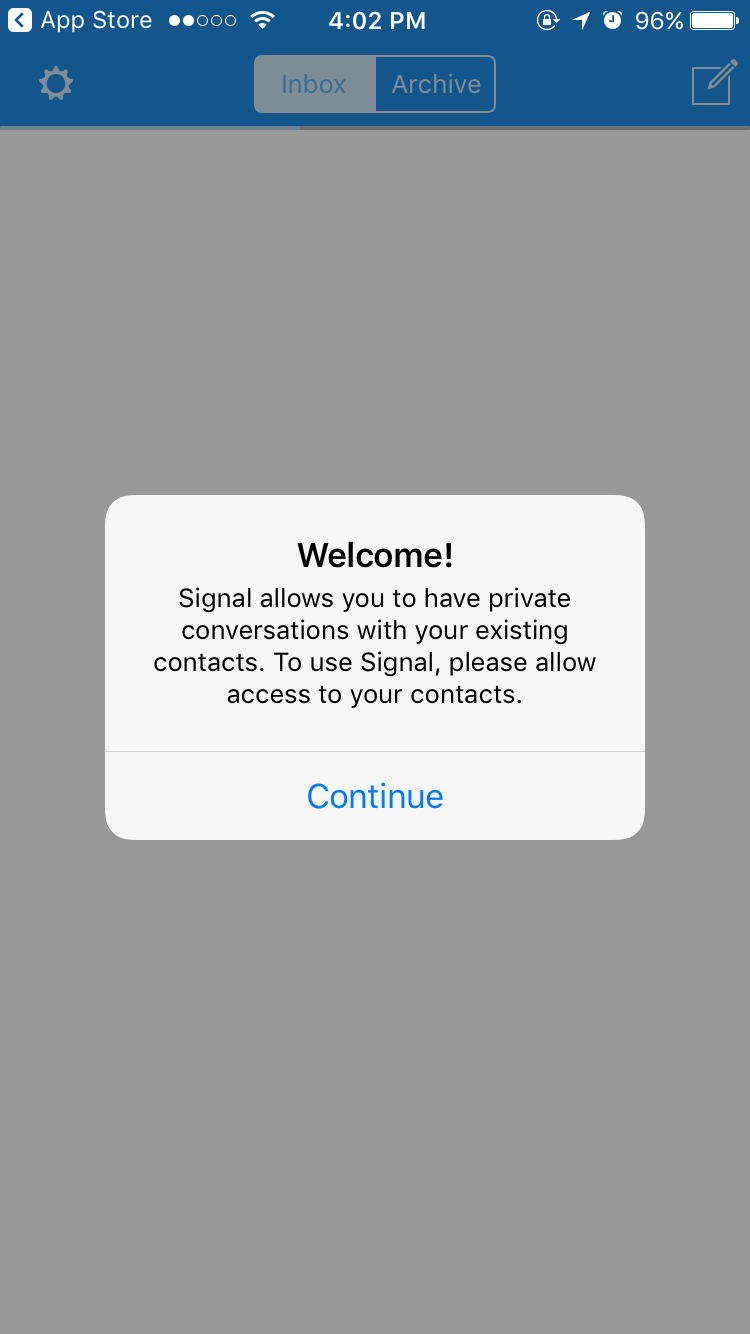 App Store 4:02 PM 96%
Inbox Archive
Welcome!
Signal allows you to have private
conversations with your existing
contacts. To use Signal, please allow
access to your contacts.
Continue